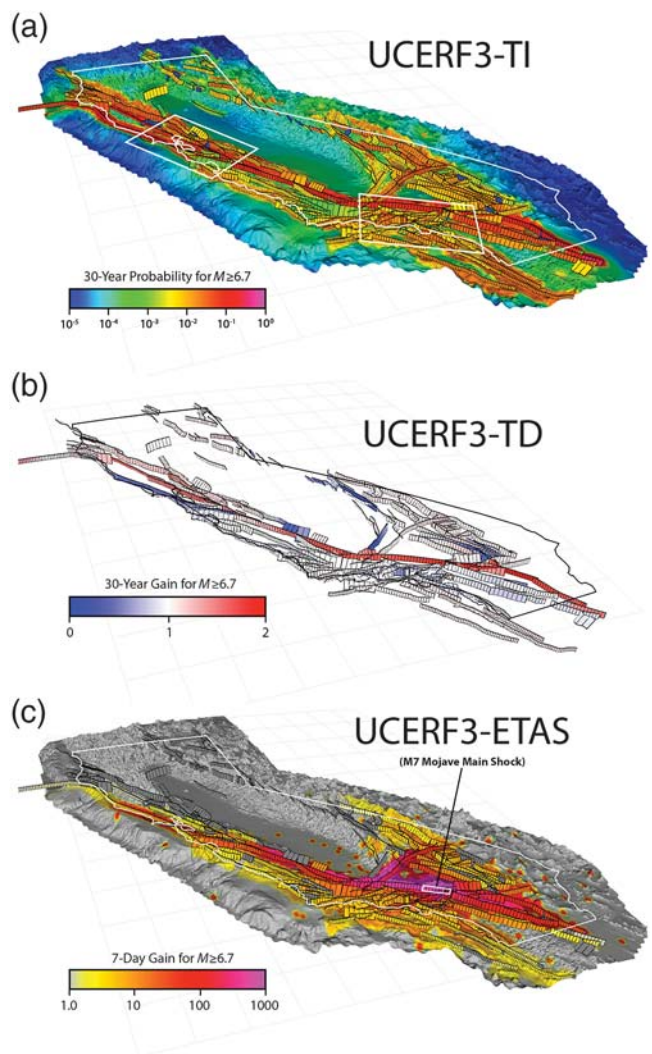 (a)
UCERF3-TI
30-Year Probability for M≥6.7
10⁻⁵ 10⁻⁴ 10⁻³ 10⁻² 10⁻¹ 10⁰
(b)
UCERF3-TD
30-Year Gain for M≥6.7
0 1 2
(c)
UCERF3-ETAS
(M7 Mojave Main Shock)
7-Day Gain for M≥6.7
1.0 10 100 1000